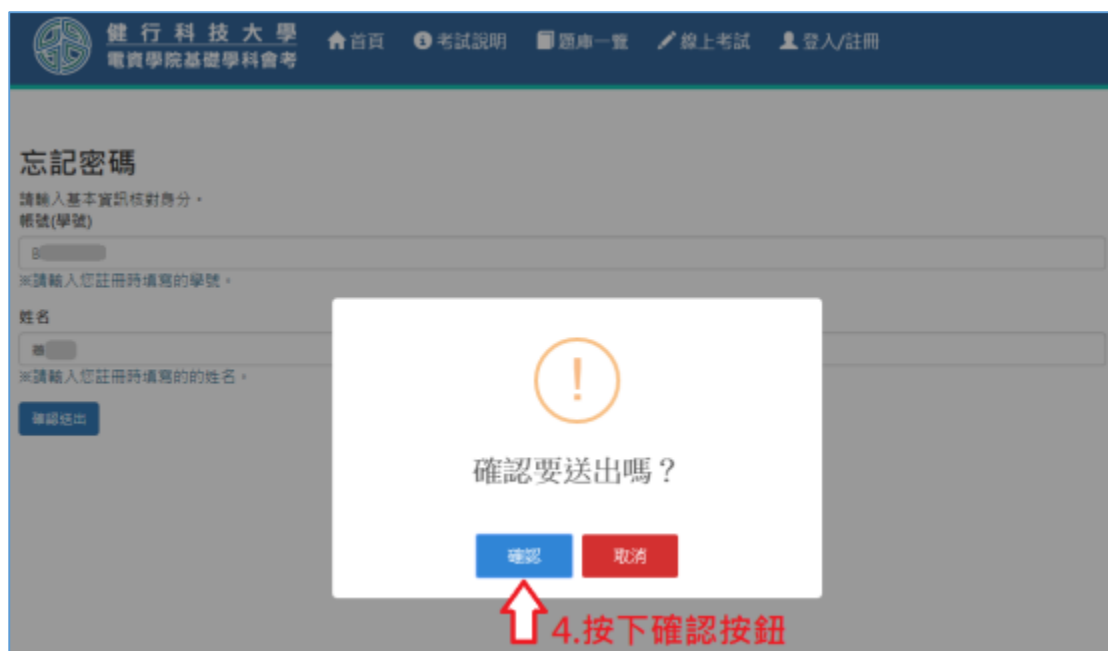 健行科技大學
電資學院基礎學科會考
首頁 考試說明 題庫一覽 線上考試 登入/註冊
忘記密碼
請輸入基本資訊核對身分。
帳號(學號)
B
※請輸入您註冊時填寫的學號。
姓名
※請輸入您註冊時填寫的的姓名。
確認送出
確認要送出嗎？
確認 取消
4.按下確認按鈕